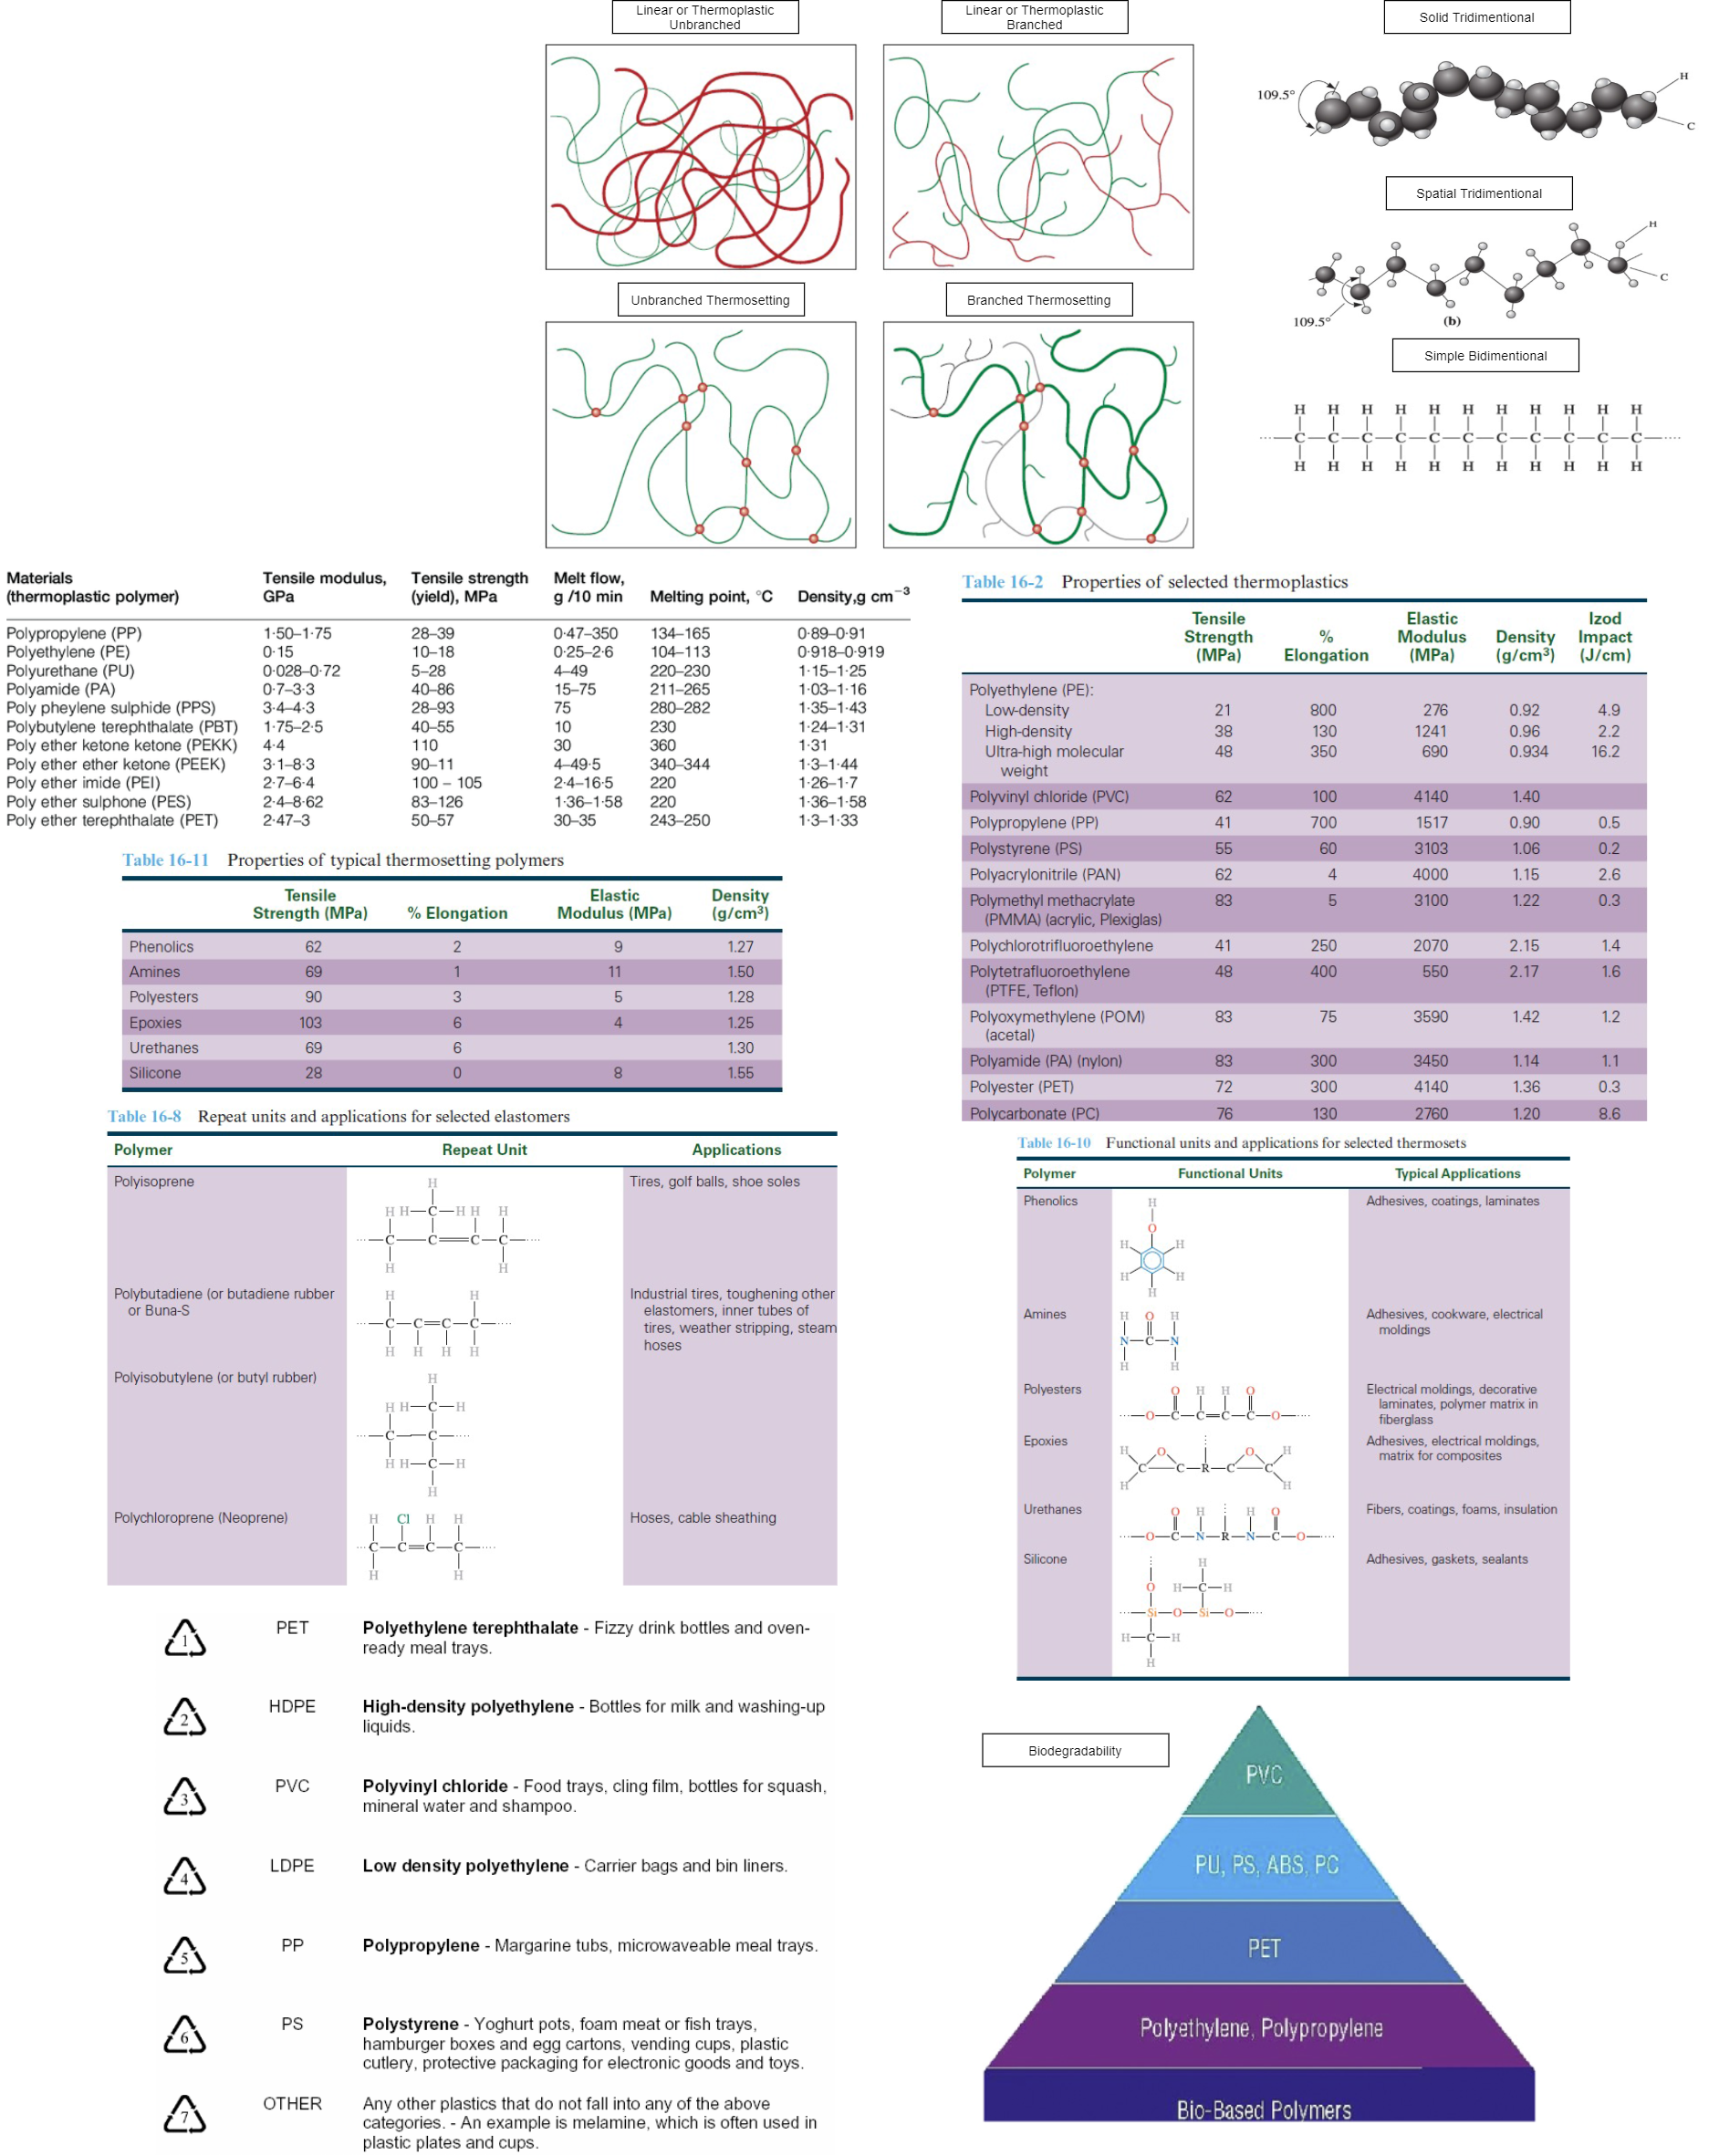 Linear or Thermoplastic
Unbranched
Linear or Thermoplastic
Branched
Solid Tridimentional
109.5°
H
C
Spatial Tridimentional
H
C
109.5°
(b)
Unbranched Thermosetting
Branched Thermosetting
Simple Bidimentional
H H H H H H H H H H H
C C C C C C C C C C C
H H H H H H H H H H H
Materials
(thermoplastic polymer)
Tensile modulus,
GPa
Tensile strength
(yield), MPa
Melt flow,
g /10 min
Melting point, °C
Density,g cm−3
Polypropylene (PP) 1·50–1·75 28–39 0·47–350 134–165 0·89–0·91
Polyethylene (PE) 0·15 10–18 0·25–2·6 104–113 0·918–0·919
Polyurethane (PU) 0·028–0·72 5–28 4–49 220–230 1·15–1·25
Polyamide (PA) 0·7–3·3 40–86 15–75 211–265 1·03–1·16
Poly pheylene sulphide (PPS) 3·4–4·3 28–93 75 280–282 1·35–1·43
Polybutylene terephthalate (PBT) 1·75–2·5 40–55 10 230 1·24–1·31
Poly ether ketone ketone (PEKK) 4·4 110 30 360 1·31
Poly ether ether ketone (PEEK) 3·1–8·3 90–11 4–49·5 340–344 1·3–1·44
Poly ether imide (PEI) 2·7–6·4 100 – 105 2·4–16·5 220 1·26–1·7
Poly ether sulphone (PES) 2·4–8·62 83–126 1·36–1·58 220 1·36–1·58
Poly ether terephthalate (PET) 2·47–3 50–57 30–35 243–250 1·3–1·33
Table 16-2 Properties of selected thermoplastics
Tensile
Strength
(MPa)
%
Elongation
Elastic
Modulus
(MPa)
Density
(g/cm³)
Izod
Impact
(J/cm)
Polyethylene (PE):
Low-density 21 800 276 0.92 4.9
High-density 38 130 1241 0.96 2.2
Ultra-high molecular 48 350 690 0.934 16.2
weight
Polyvinyl chloride (PVC) 62 100 4140 1.40
Polypropylene (PP) 41 700 1517 0.90 0.5
Polystyrene (PS) 55 60 3103 1.06 0.2
Polyacrylonitrile (PAN) 62 4 4000 1.15 2.6
Polymethyl methacrylate 83 5 3100 1.22 0.3
(PMMA) (acrylic, Plexiglas)
Polychlorotrifluoroethylene 41 250 2070 2.15 1.4
Polytetrafluoroethylene 48 400 550 2.17 1.6
(PTFE, Teflon)
Polyoxymethylene (POM) 83 75 3590 1.42 1.2
(acetal)
Polyamide (PA) (nylon) 83 300 3450 1.14 1.1
Polyester (PET) 72 300 4140 1.36 0.3
Polycarbonate (PC) 76 130 2760 1.20 8.6
Table 16-11 Properties of typical thermosetting polymers
Tensile
Strength (MPa)
% Elongation
Elastic
Modulus (MPa)
Density
(g/cm³)
Phenolics 62 2 9 1.27
Amines 69 1 11 1.50
Polyesters 90 3 5 1.28
Epoxies 103 6 4 1.25
Urethanes 69 6 1.30
Silicone 28 0 8 1.55
Table 16-8 Repeat units and applications for selected elastomers
Polymer Repeat Unit Applications
Polyisoprene
H
H H C H H H
C C C C
H H
Tires, golf balls, shoe soles
Polybutadiene (or butadiene rubber
or Buna-S
H H
C C C C
H H H H
Industrial tires, toughening other
elastomers, inner tubes of
tires, weather stripping, steam
hoses
Polyisobutylene (or butyl rubber)
H
H H C H
C C
H H C H
H
Polychloroprene (Neoprene)
H Cl H H
C C C C
H H
Hoses, cable sheathing
Table 16-10 Functional units and applications for selected thermosets
Polymer Functional Units Typical Applications
Phenolics
H
O
H H
H H
H
Adhesives, coatings, laminates
Amines
H O H
N C N
H H
Adhesives, cookware, electrical
moldings
Polyesters
O H H O
O C C C C O
Electrical moldings, decorative
laminates, polymer matrix in
fiberglass
Epoxies
H O O H
C C R C C
H H
Adhesives, electrical moldings,
matrix for composites
Urethanes
O H H O
O C N R N C O
Fibers, coatings, foams, insulation
Silicone
H
O H C H
Si O Si O
H C H
H
Adhesives, gaskets, sealants
1 PET Polyethylene terephthalate - Fizzy drink bottles and oven-
ready meal trays.
2 HDPE High-density polyethylene - Bottles for milk and washing-up
liquids.
3 PVC Polyvinyl chloride - Food trays, cling film, bottles for squash,
mineral water and shampoo.
4 LDPE Low density polyethylene - Carrier bags and bin liners.
5 PP Polypropylene - Margarine tubs, microwaveable meal trays.
6 PS Polystyrene - Yoghurt pots, foam meat or fish trays,
hamburger boxes and egg cartons, vending cups, plastic
cutlery, protective packaging for electronic goods and toys.
7 OTHER Any other plastics that do not fall into any of the above
categories. - An example is melamine, which is often used in
plastic plates and cups.
Biodegradability
PVC
PU, PS, ABS, PC
PET
Polyethylene, Polypropylene
Bio-Based Polymers